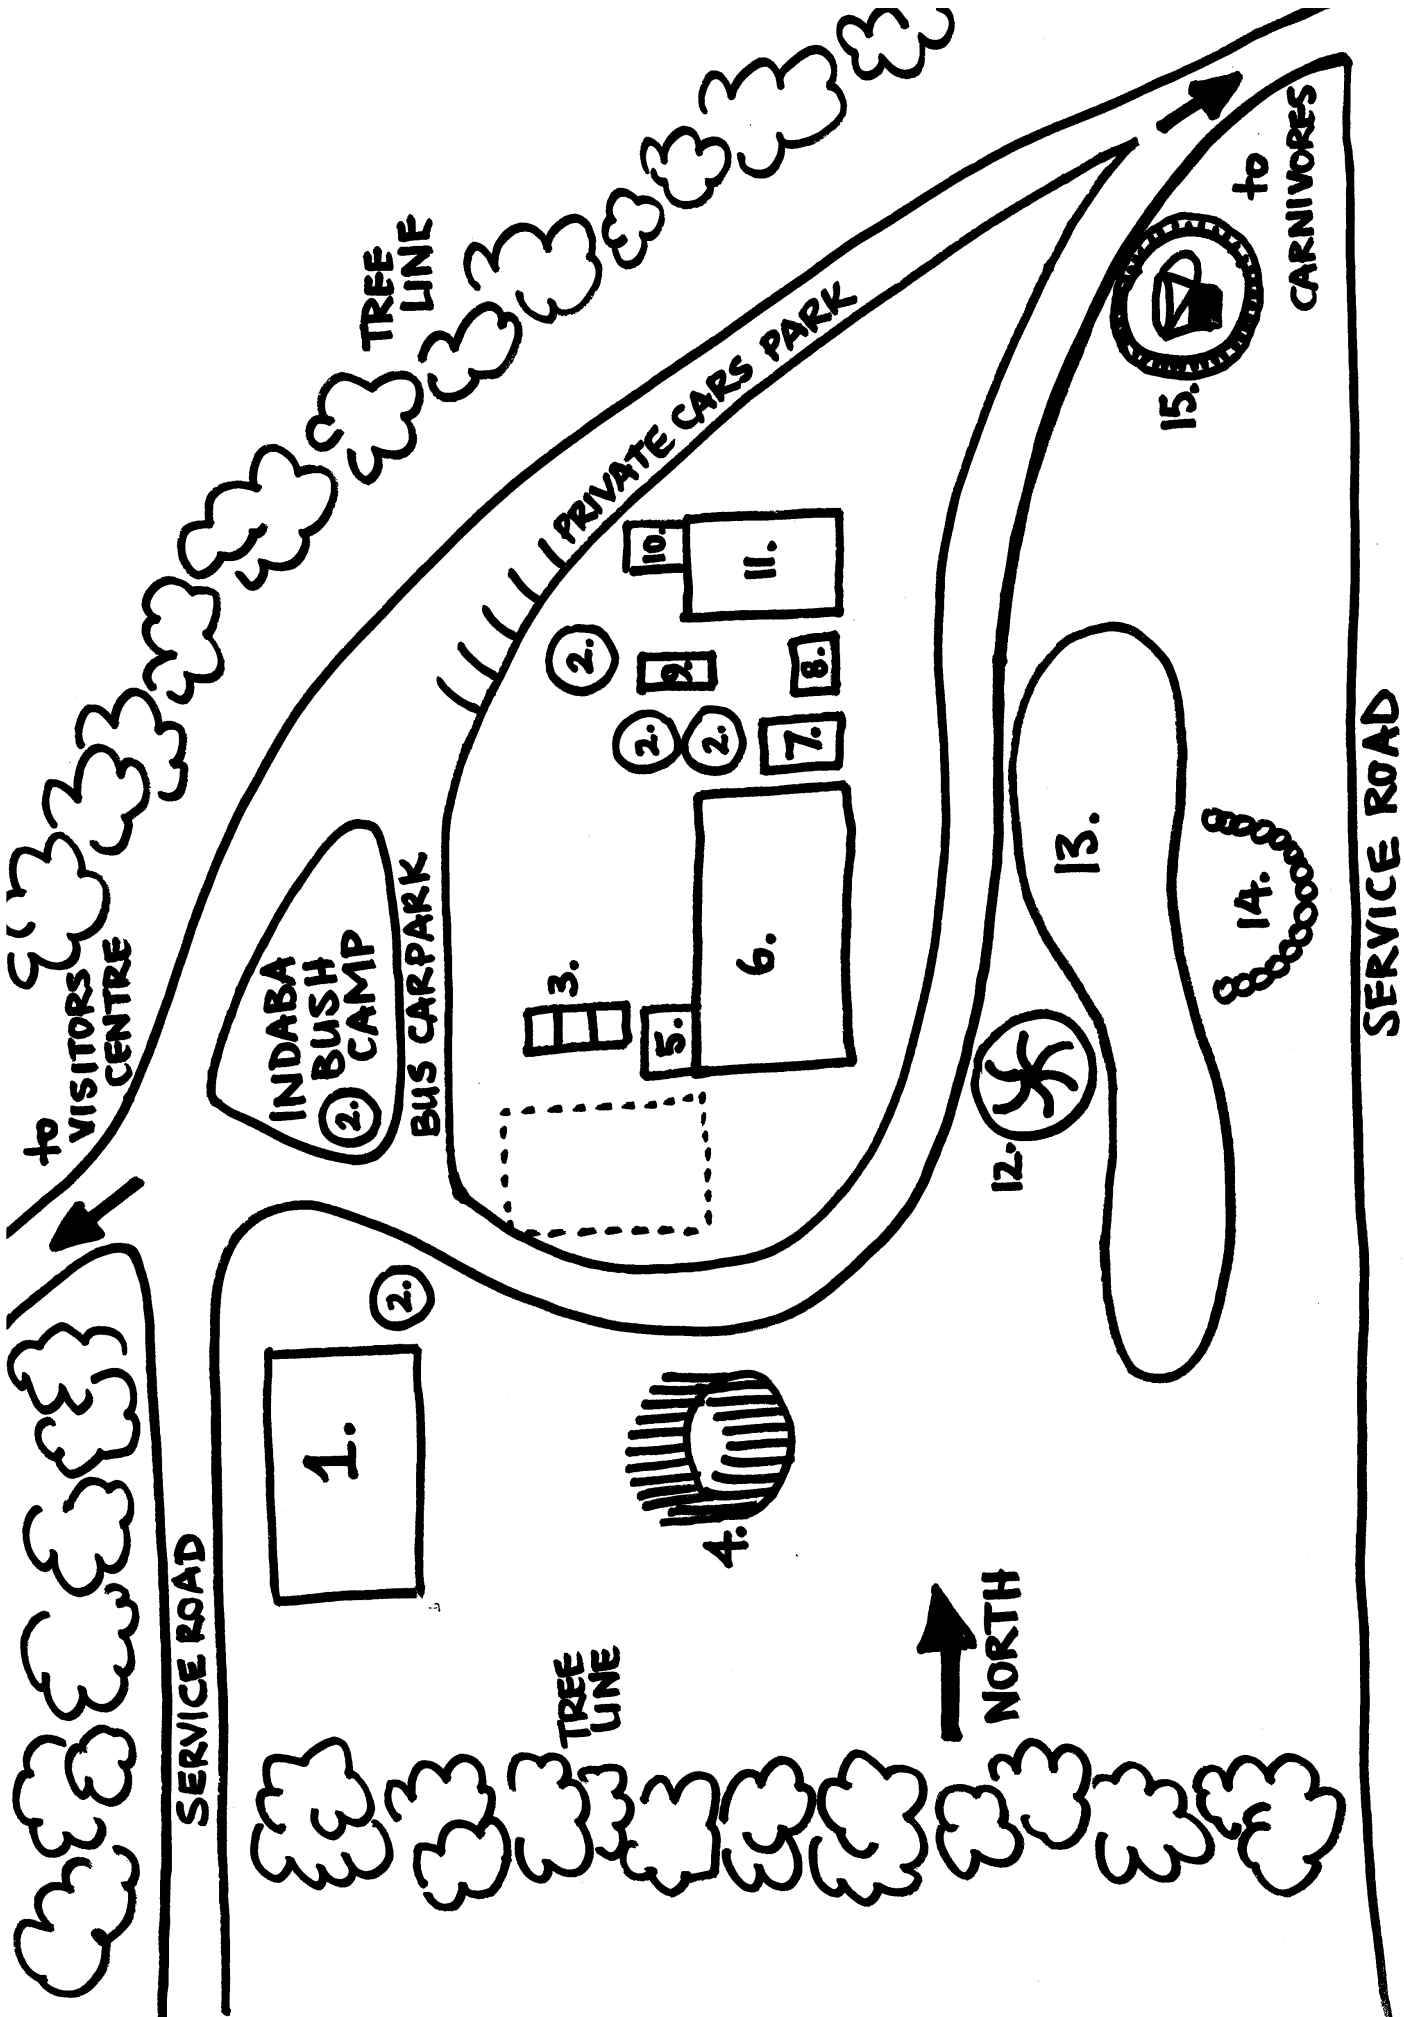 to
VISITORS
CENTRE
TREE
LINE
INDABA
BUSH
CAMP
2.
BUS CARPARK
PRIVATE CARS PARK
SERVICE ROAD
1.
2.
3.
4.
5.
6.
2.
2.
2.
7.
8.
9.
10.
11.
12.
13.
14.
15.
to
CARNIVORES
TREE
LINE
NORTH
SERVICE ROAD